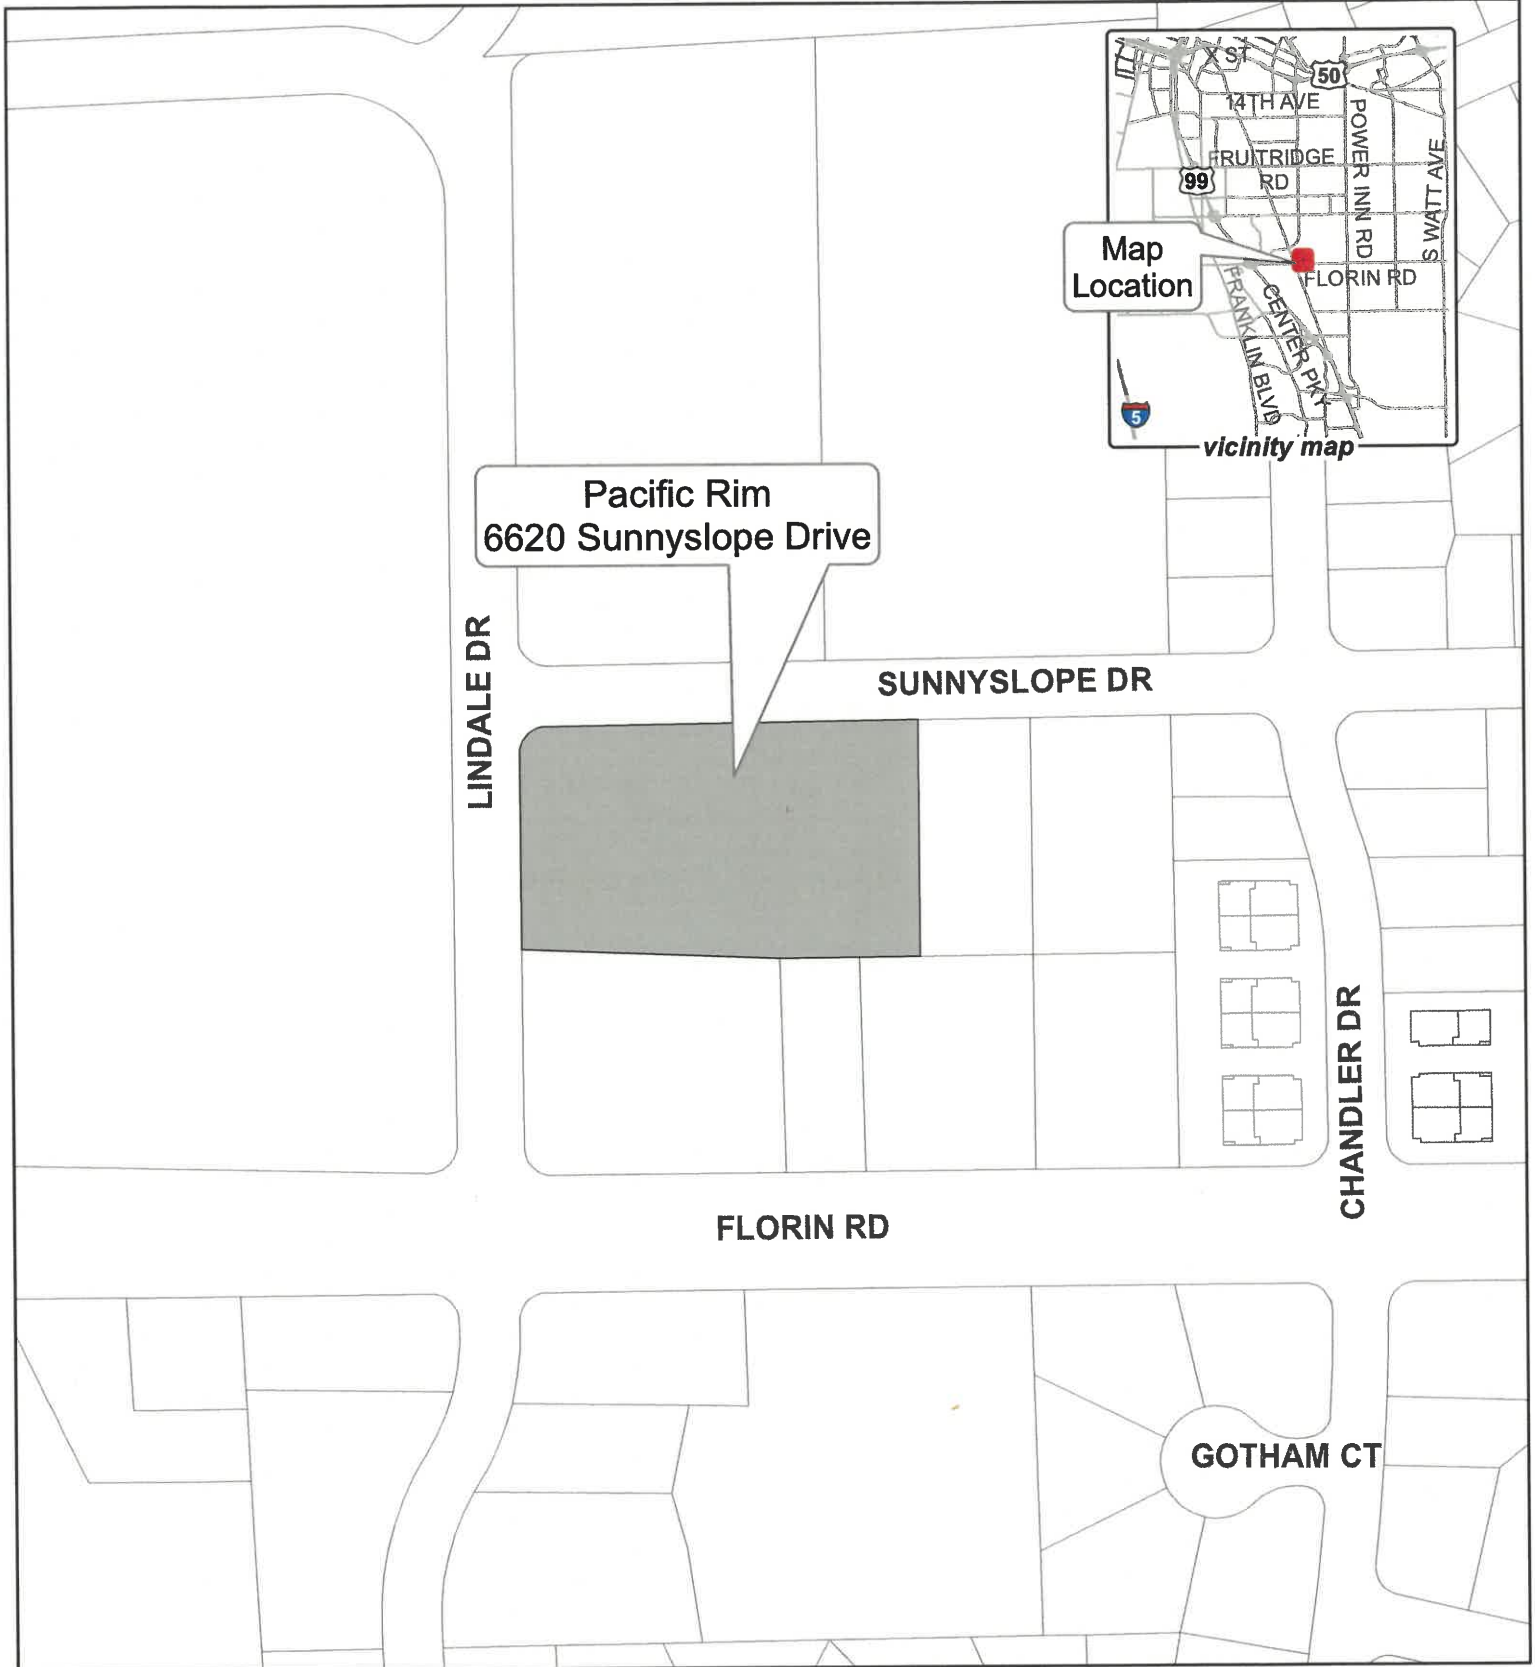 X ST
50
14TH AVE
FRUITRIDGE
RD
99
POWER INN RD
S WATT AVE
Map
Location
FLORIN RD
FRANKLIN BLVD
CENTER PKY
5
vicinity map
Pacific Rim
6620 Sunnyslope Drive
LINDALE DR
SUNNYSLOPE DR
CHANDLER DR
FLORIN RD
GOTHAM CT